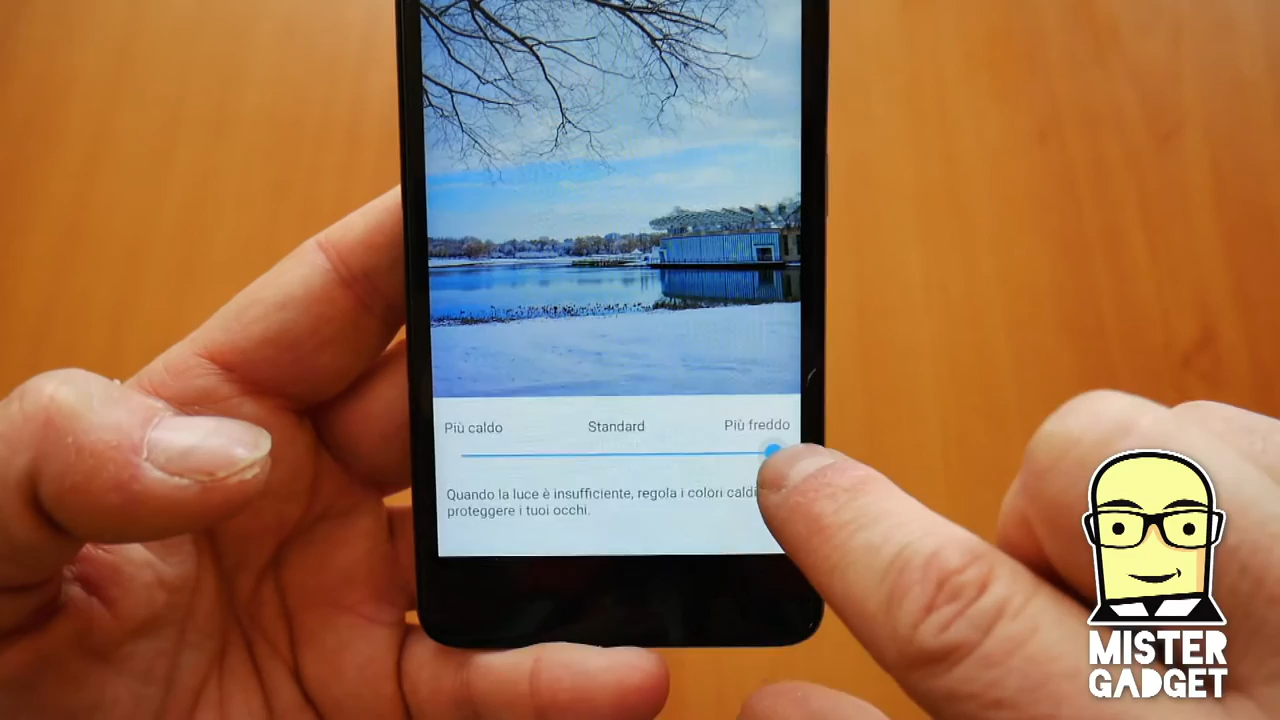 Più caldo Standard Più freddo
Quando la luce è insufficiente, regola i colori caldi
proteggere i tuoi occhi.
MISTER
GADGET